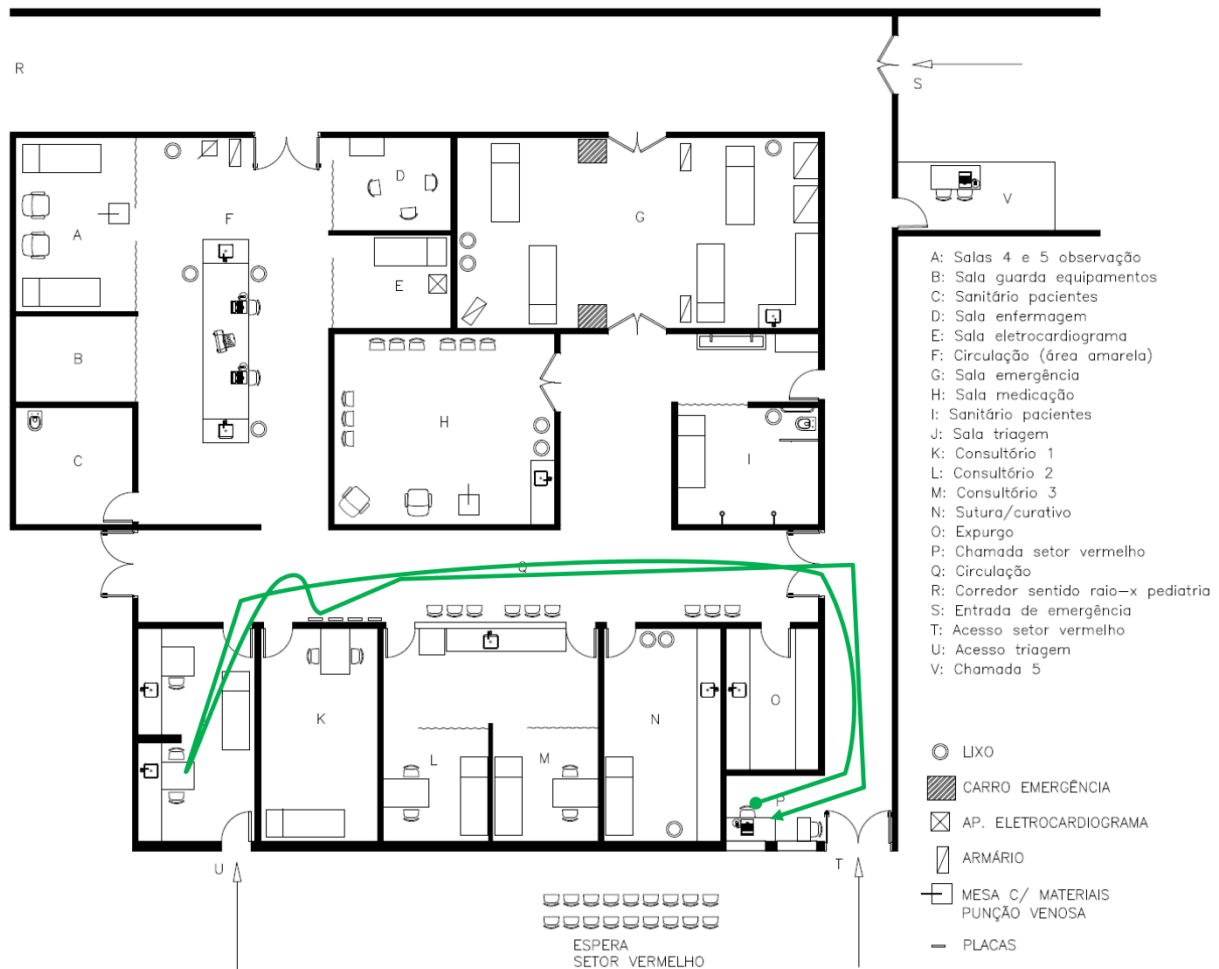 R
S
V
A
F
D
G
E
B
H
C
I
Q
K
L
M
N
O
P
U
T
A: Salas 4 e 5 observação
B: Sala guarda equipamentos
C: Sanitário pacientes
D: Sala enfermagem
E: Sala eletrocardiograma
F: Circulação (área amarela)
G: Sala emergência
H: Sala medicação
I: Sanitário pacientes
J: Sala triagem
K: Consultório 1
L: Consultório 2
M: Consultório 3
N: Sutura/curativo
O: Expurgo
P: Chamada setor vermelho
Q: Circulação
R: Corredor sentido raio-x pediatria
S: Entrada de emergência
T: Acesso setor vermelho
U: Acesso triagem
V: Chamada 5
LIXO
CARRO EMERGÊNCIA
AP. ELETROCARDIOGRAMA
ARMÁRIO
MESA C/ MATERIAIS
PUNÇÃO VENOSA
PLACAS
ESPERA
SETOR VERMELHO